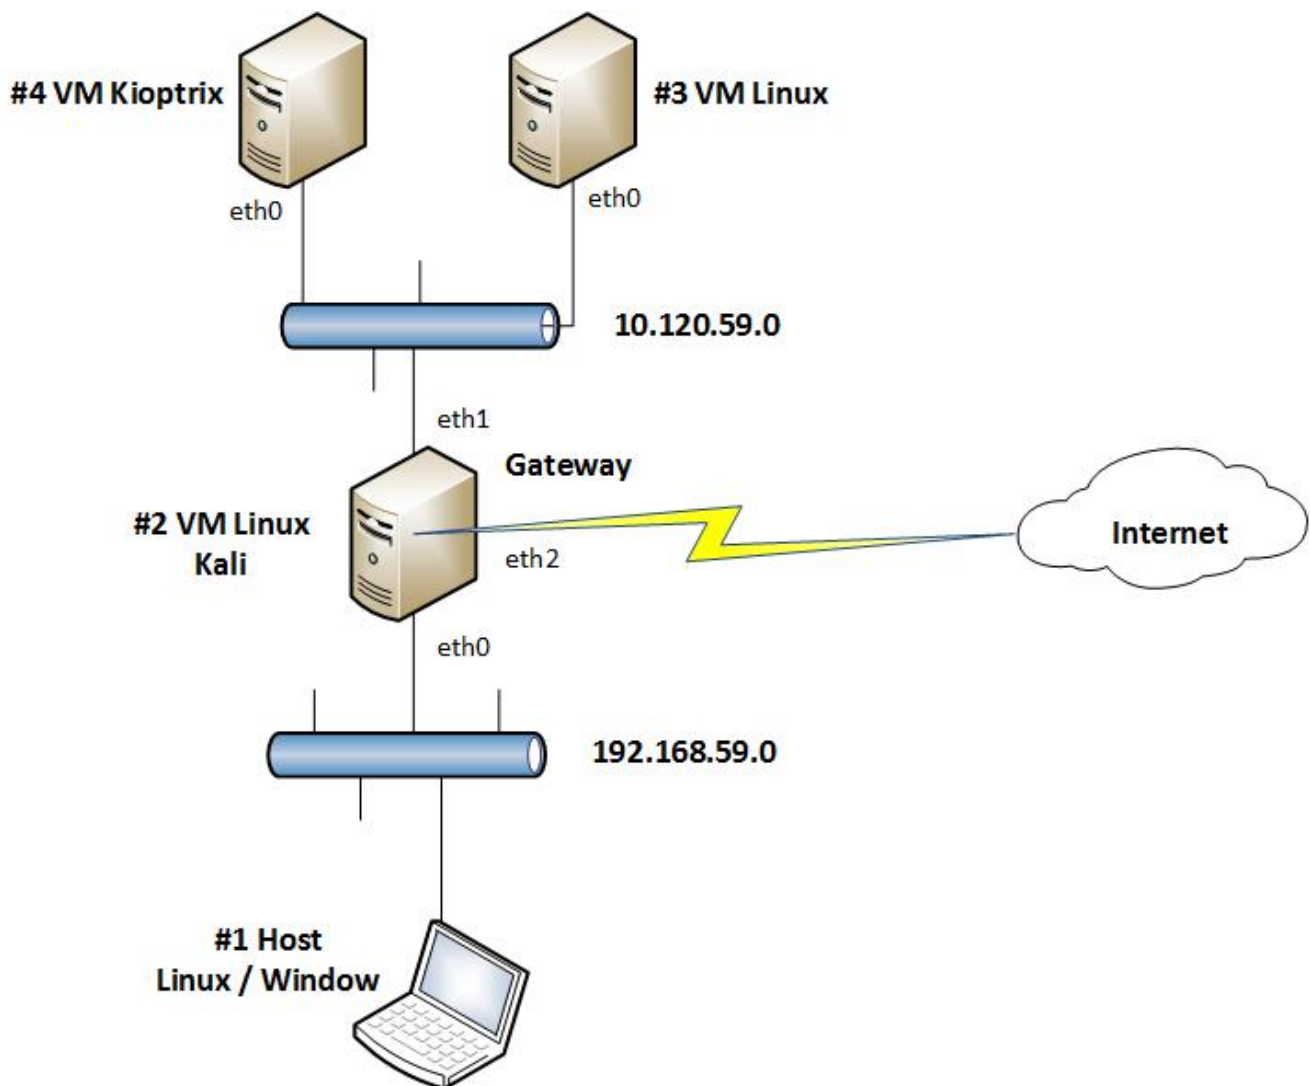 #4 VM Kioptrix
#3 VM Linux
eth0
eth0
10.120.59.0
eth1
Gateway
#2 VM Linux
Kali
eth2
Internet
eth0
192.168.59.0
#1 Host
Linux / Window